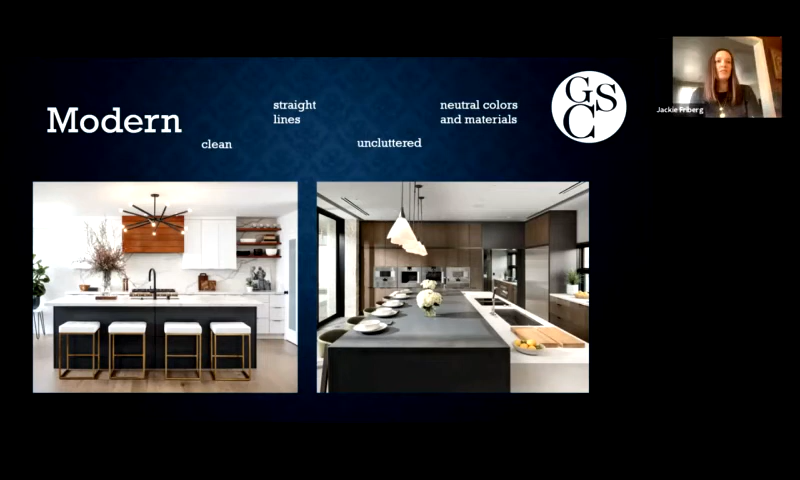 Modern
clean
straight
lines
uncluttered
neutral colors
and materials
GSC
Jackie Friberg